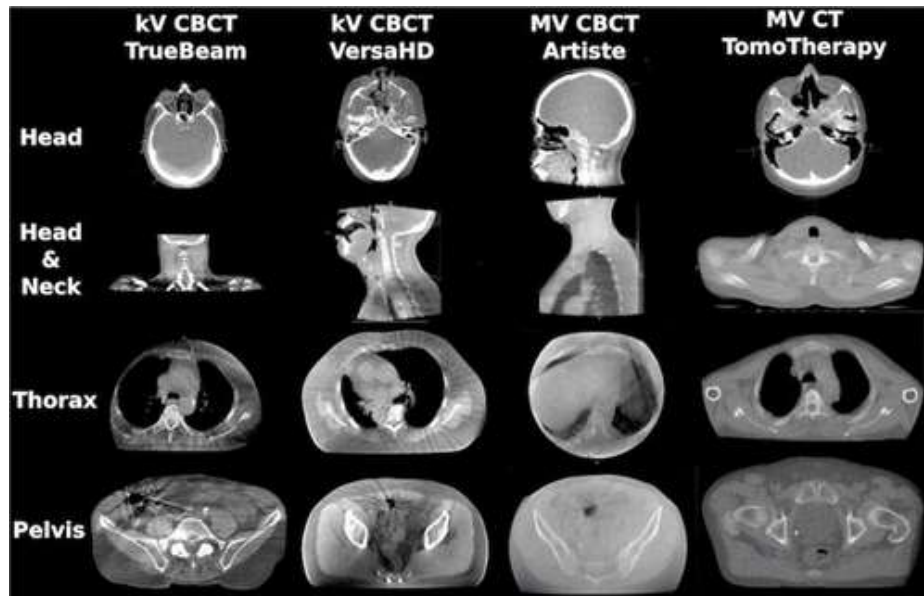 kV CBCT
TrueBeam
kV CBCT
VersaHD
MV CBCT
Artiste
MV CT
TomoTherapy
Head
Head
&
Neck
Thorax
Pelvis